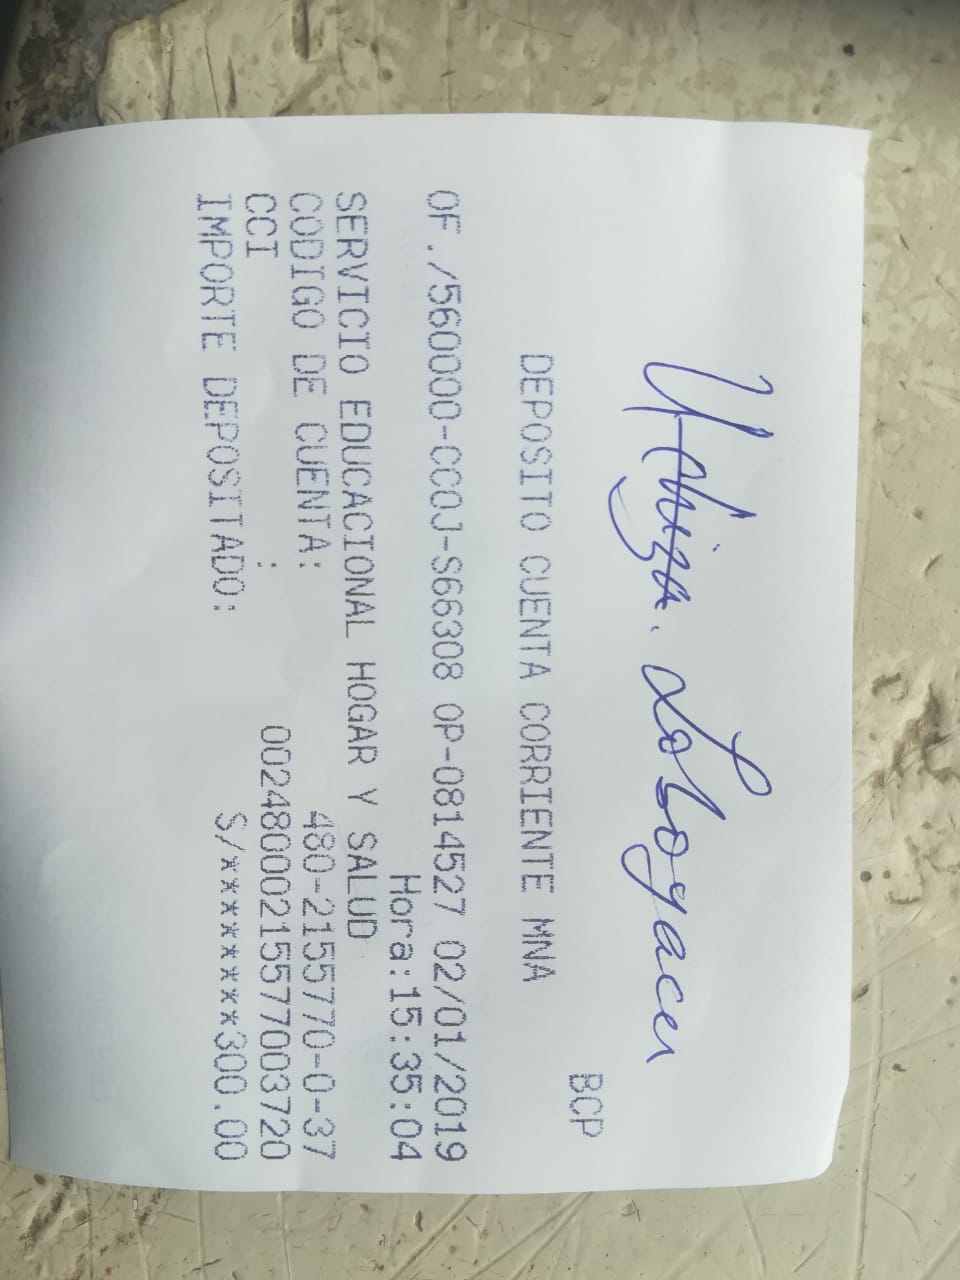 BCP
DEPOSITO CUENTA CORRIENTE MNA
OF./560000-CCOJ-S66308 OP-0814527 02/01/2019
Hora:15:35:04
SERVICIO EDUCACIONAL HOGAR Y SALUD
CODIGO DE CUENTA: 480-2155770-0-37
CCI : 00248000215577003720
IMPORTE DEPOSITADO: S/********300.00